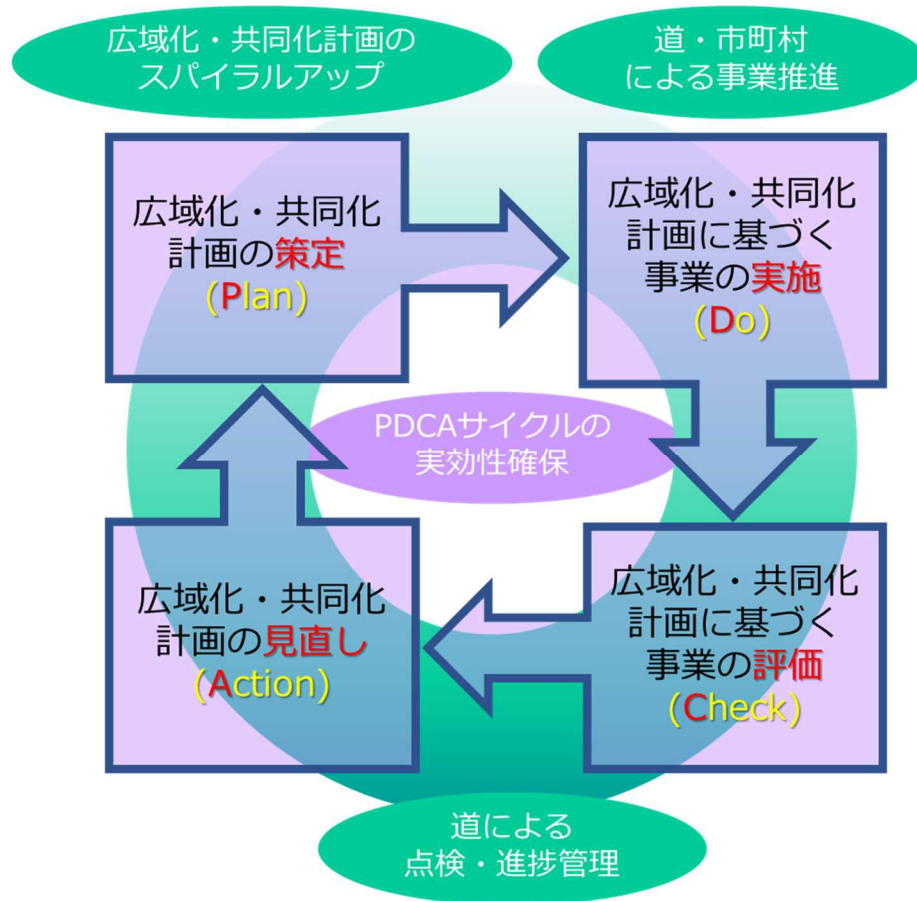 広域化・共同化計画の
スパイラルアップ
道・市町村
による事業推進
広域化・共同化
計画の策定
(Plan)
広域化・共同化
計画に基づく
事業の実施
(Do)
PDCAサイクルの
実効性確保
広域化・共同化
計画の見直し
(Action)
広域化・共同化
計画に基づく
事業の評価
(Check)
道による
点検・進捗管理